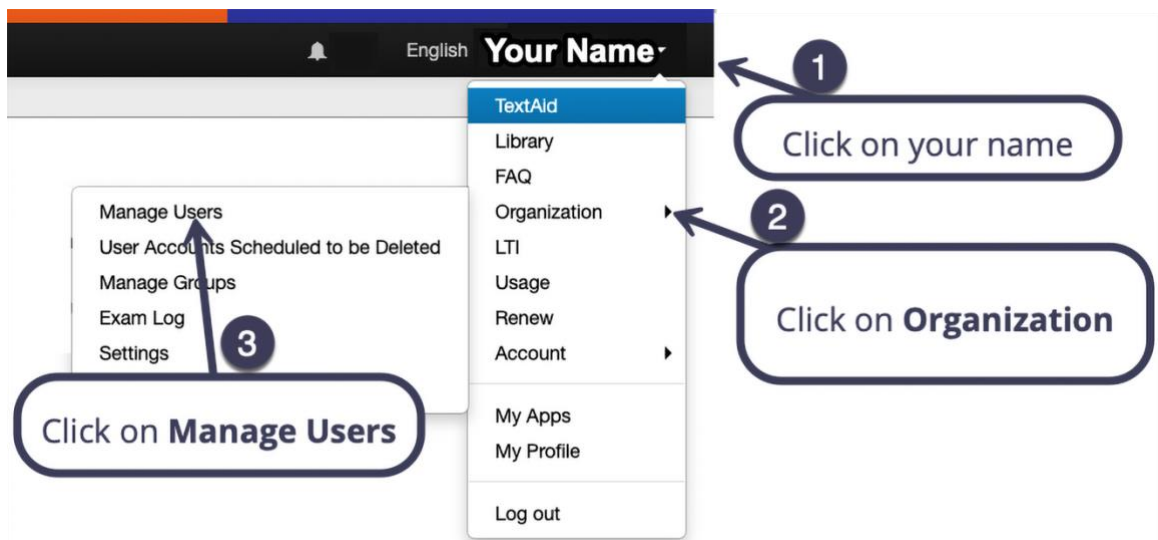 English Your Name
1
Click on your name
TextAid
Library
FAQ
Organization
LTI
Usage
Renew
Account
My Apps
My Profile
Log out
2
Click on Organization
Manage Users
User Accounts Scheduled to be Deleted
Manage Groups
Exam Log
Settings
3
Click on Manage Users